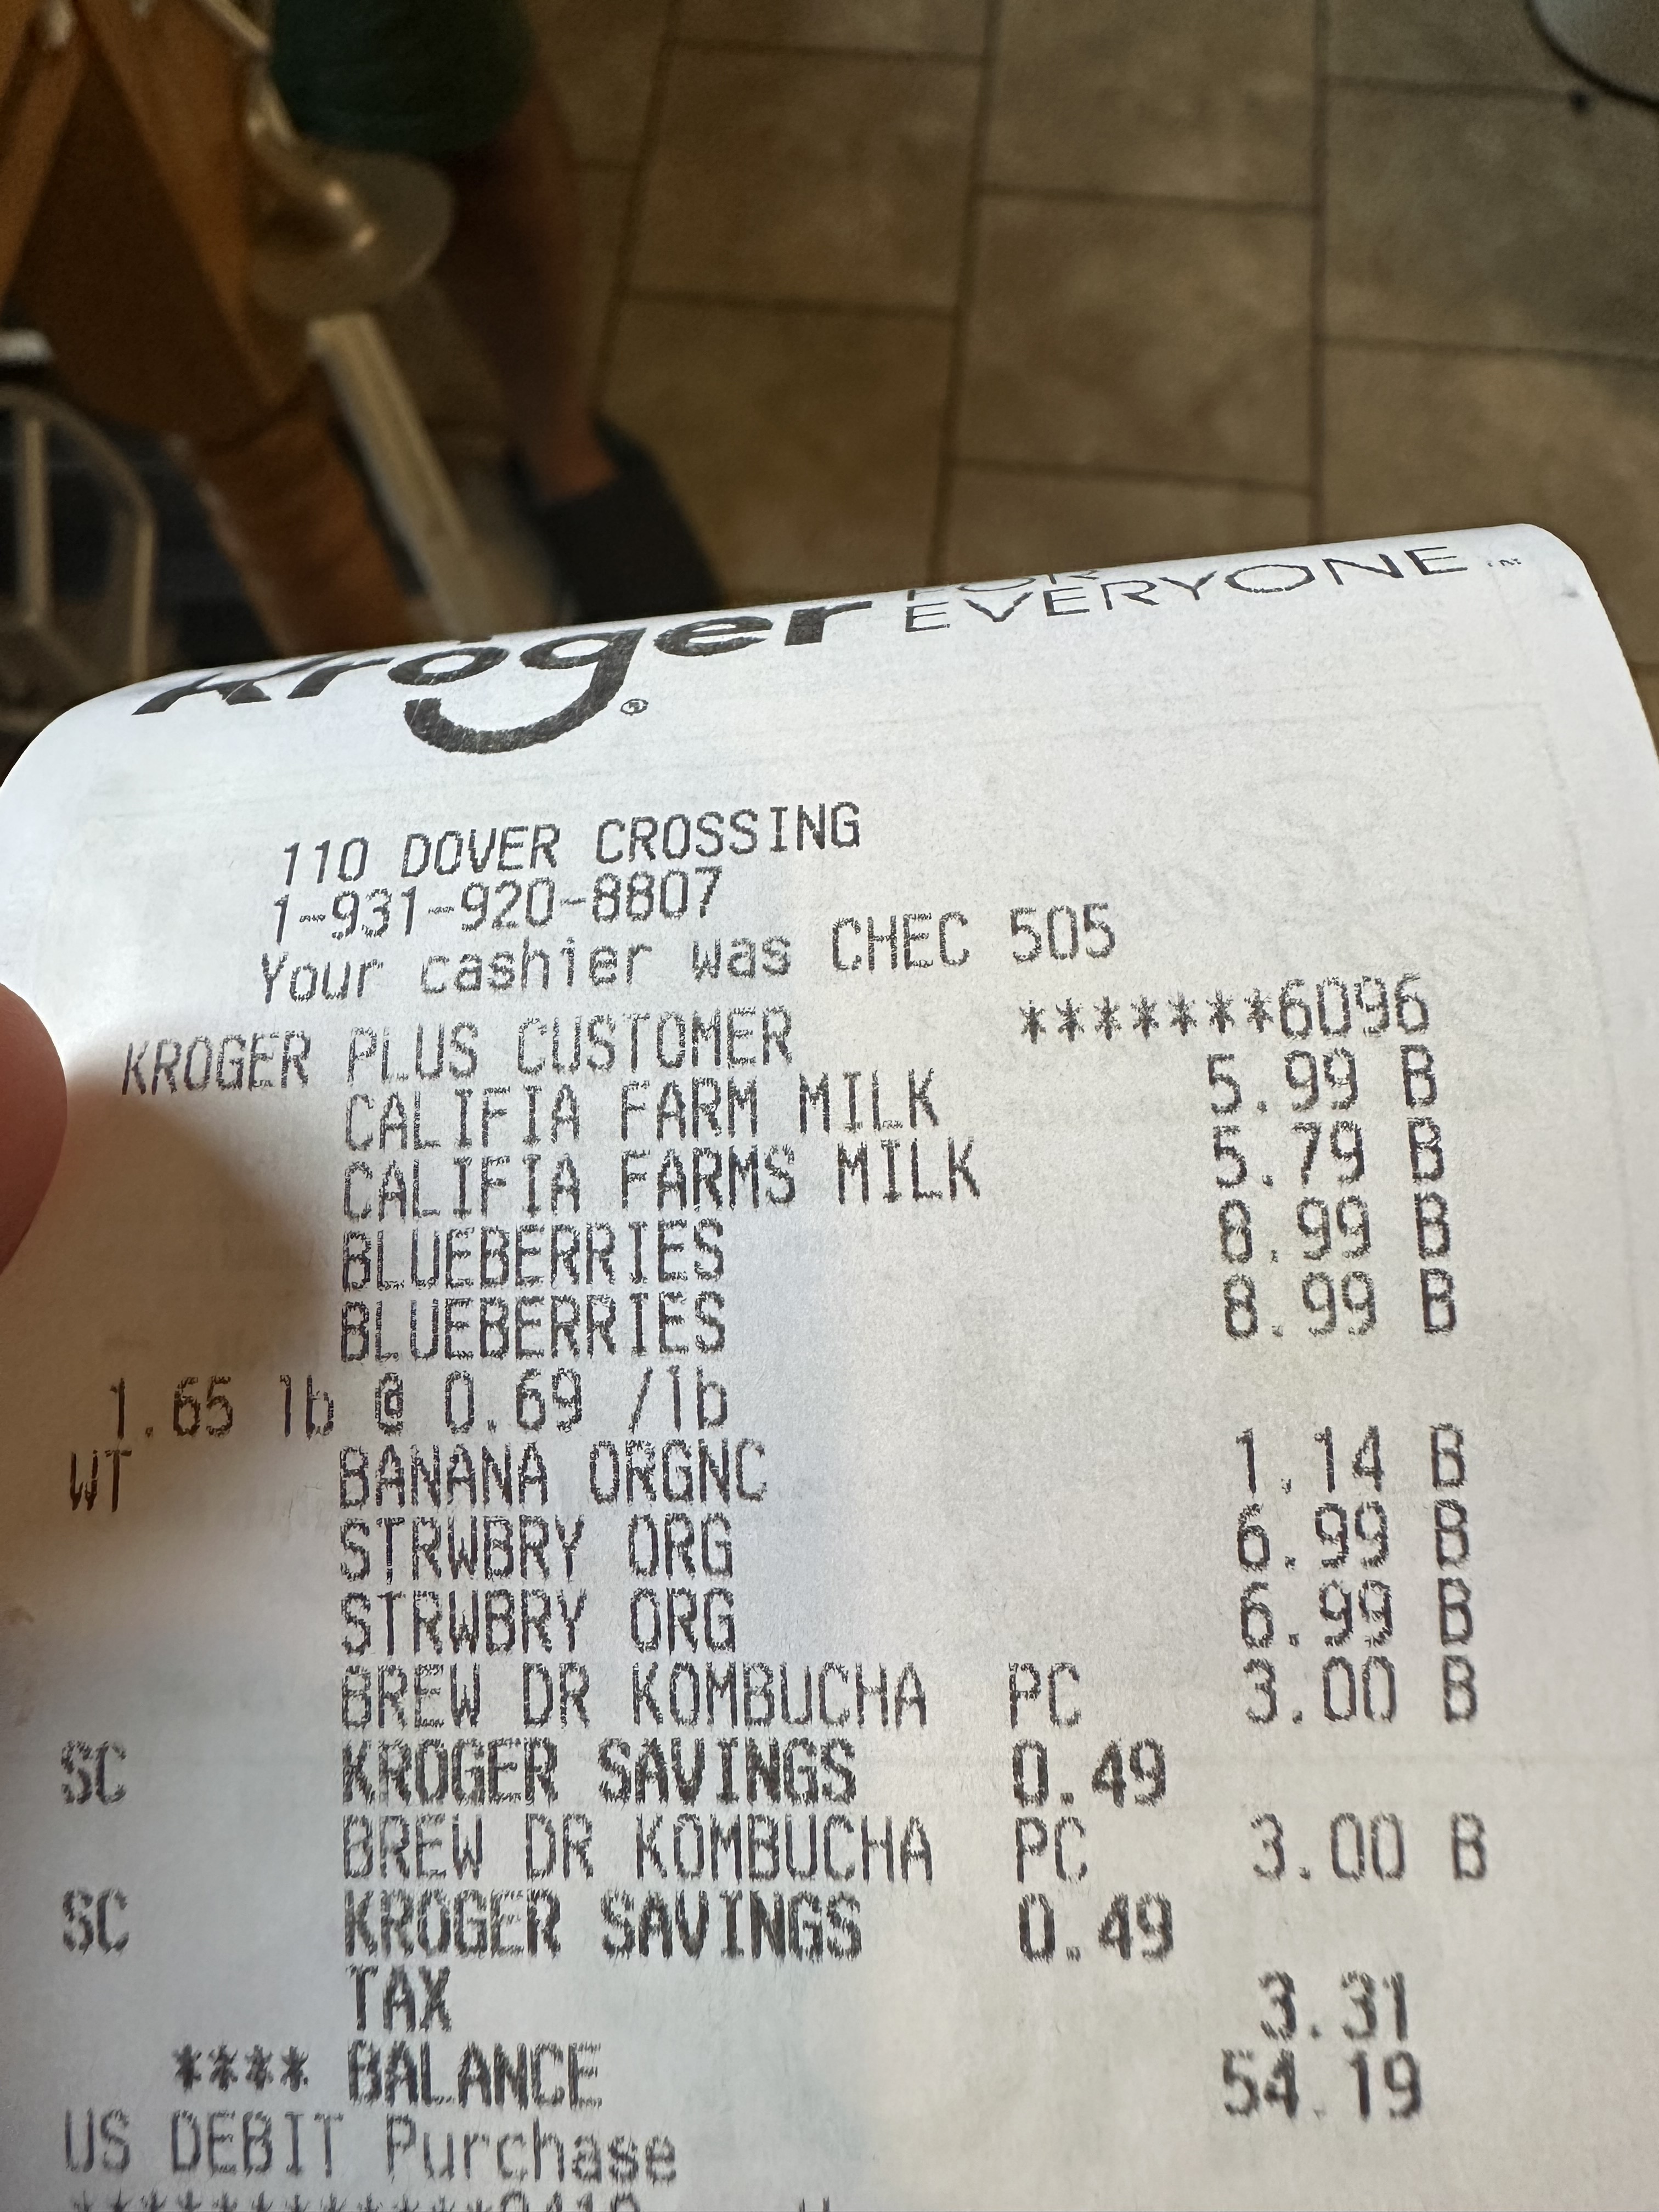 Kroger® FOR EVERYONE™
110 DOVER CROSSING
1-931-920-8807
Your cashier was CHEC 505
KROGER PLUS CUSTOMER *******6096
CALIFIA FARM MILK 5.99 B
CALIFIA FARMS MILK 5.79 B
BLUEBERRIES 8.99 B
BLUEBERRIES 8.99 B
1.65 lb @ 0.69 /lb
WT BANANA ORGNC 1.14 B
STRWBRY ORG 6.99 B
STRWBRY ORG 6.99 B
BREW DR KOMBUCHA PC 3.00 B
SC KROGER SAVINGS 0.49
BREW DR KOMBUCHA PC 3.00 B
SC KROGER SAVINGS 0.49
TAX 3.31
**** BALANCE 54.19
US DEBIT Purchase